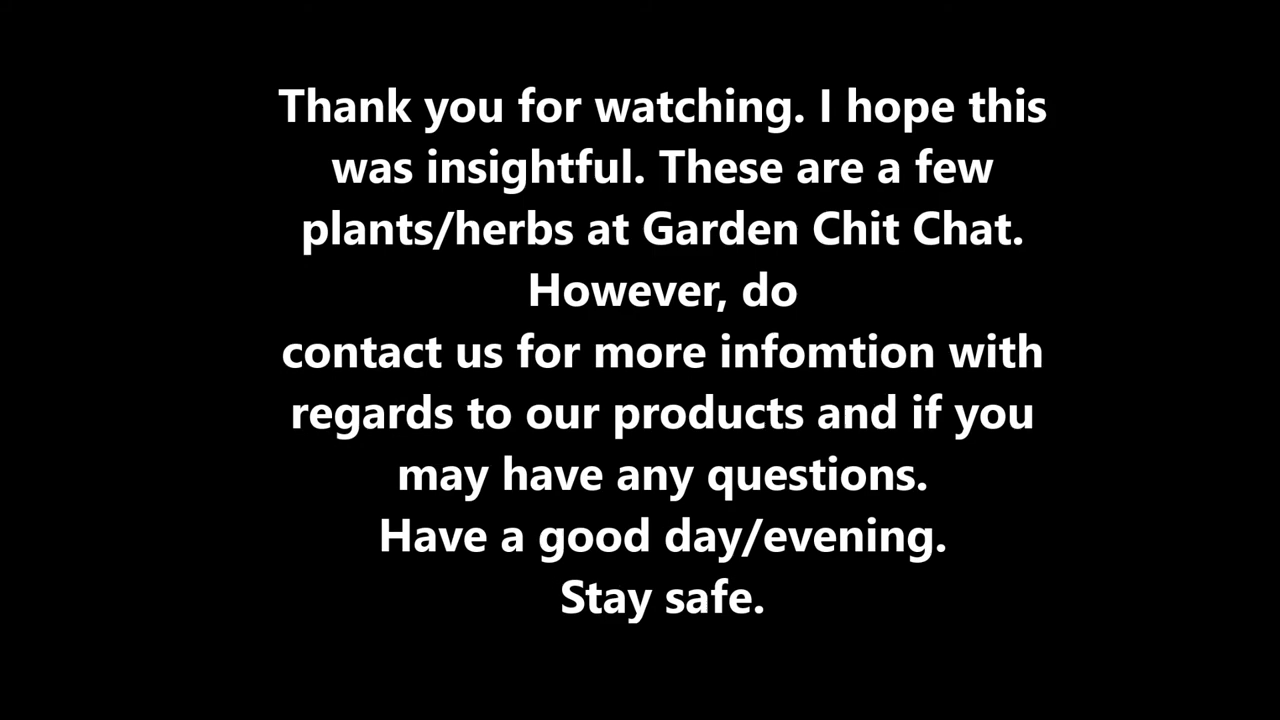 Thank you for watching. I hope this
was insightful. These are a few
plants/herbs at Garden Chit Chat.
However, do
contact us for more infomtion with
regards to our products and if you
may have any questions.
Have a good day/evening.
Stay safe.